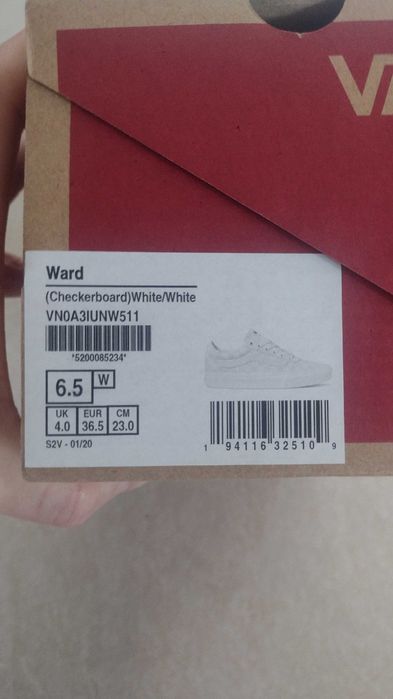 Ward
(Checkerboard)White/White
VN0A3IUNW511
*5200085234*
6.5 W
UK EUR CM
4.0 36.5 23.0
S2V - 01/20
1 94116 32510 9